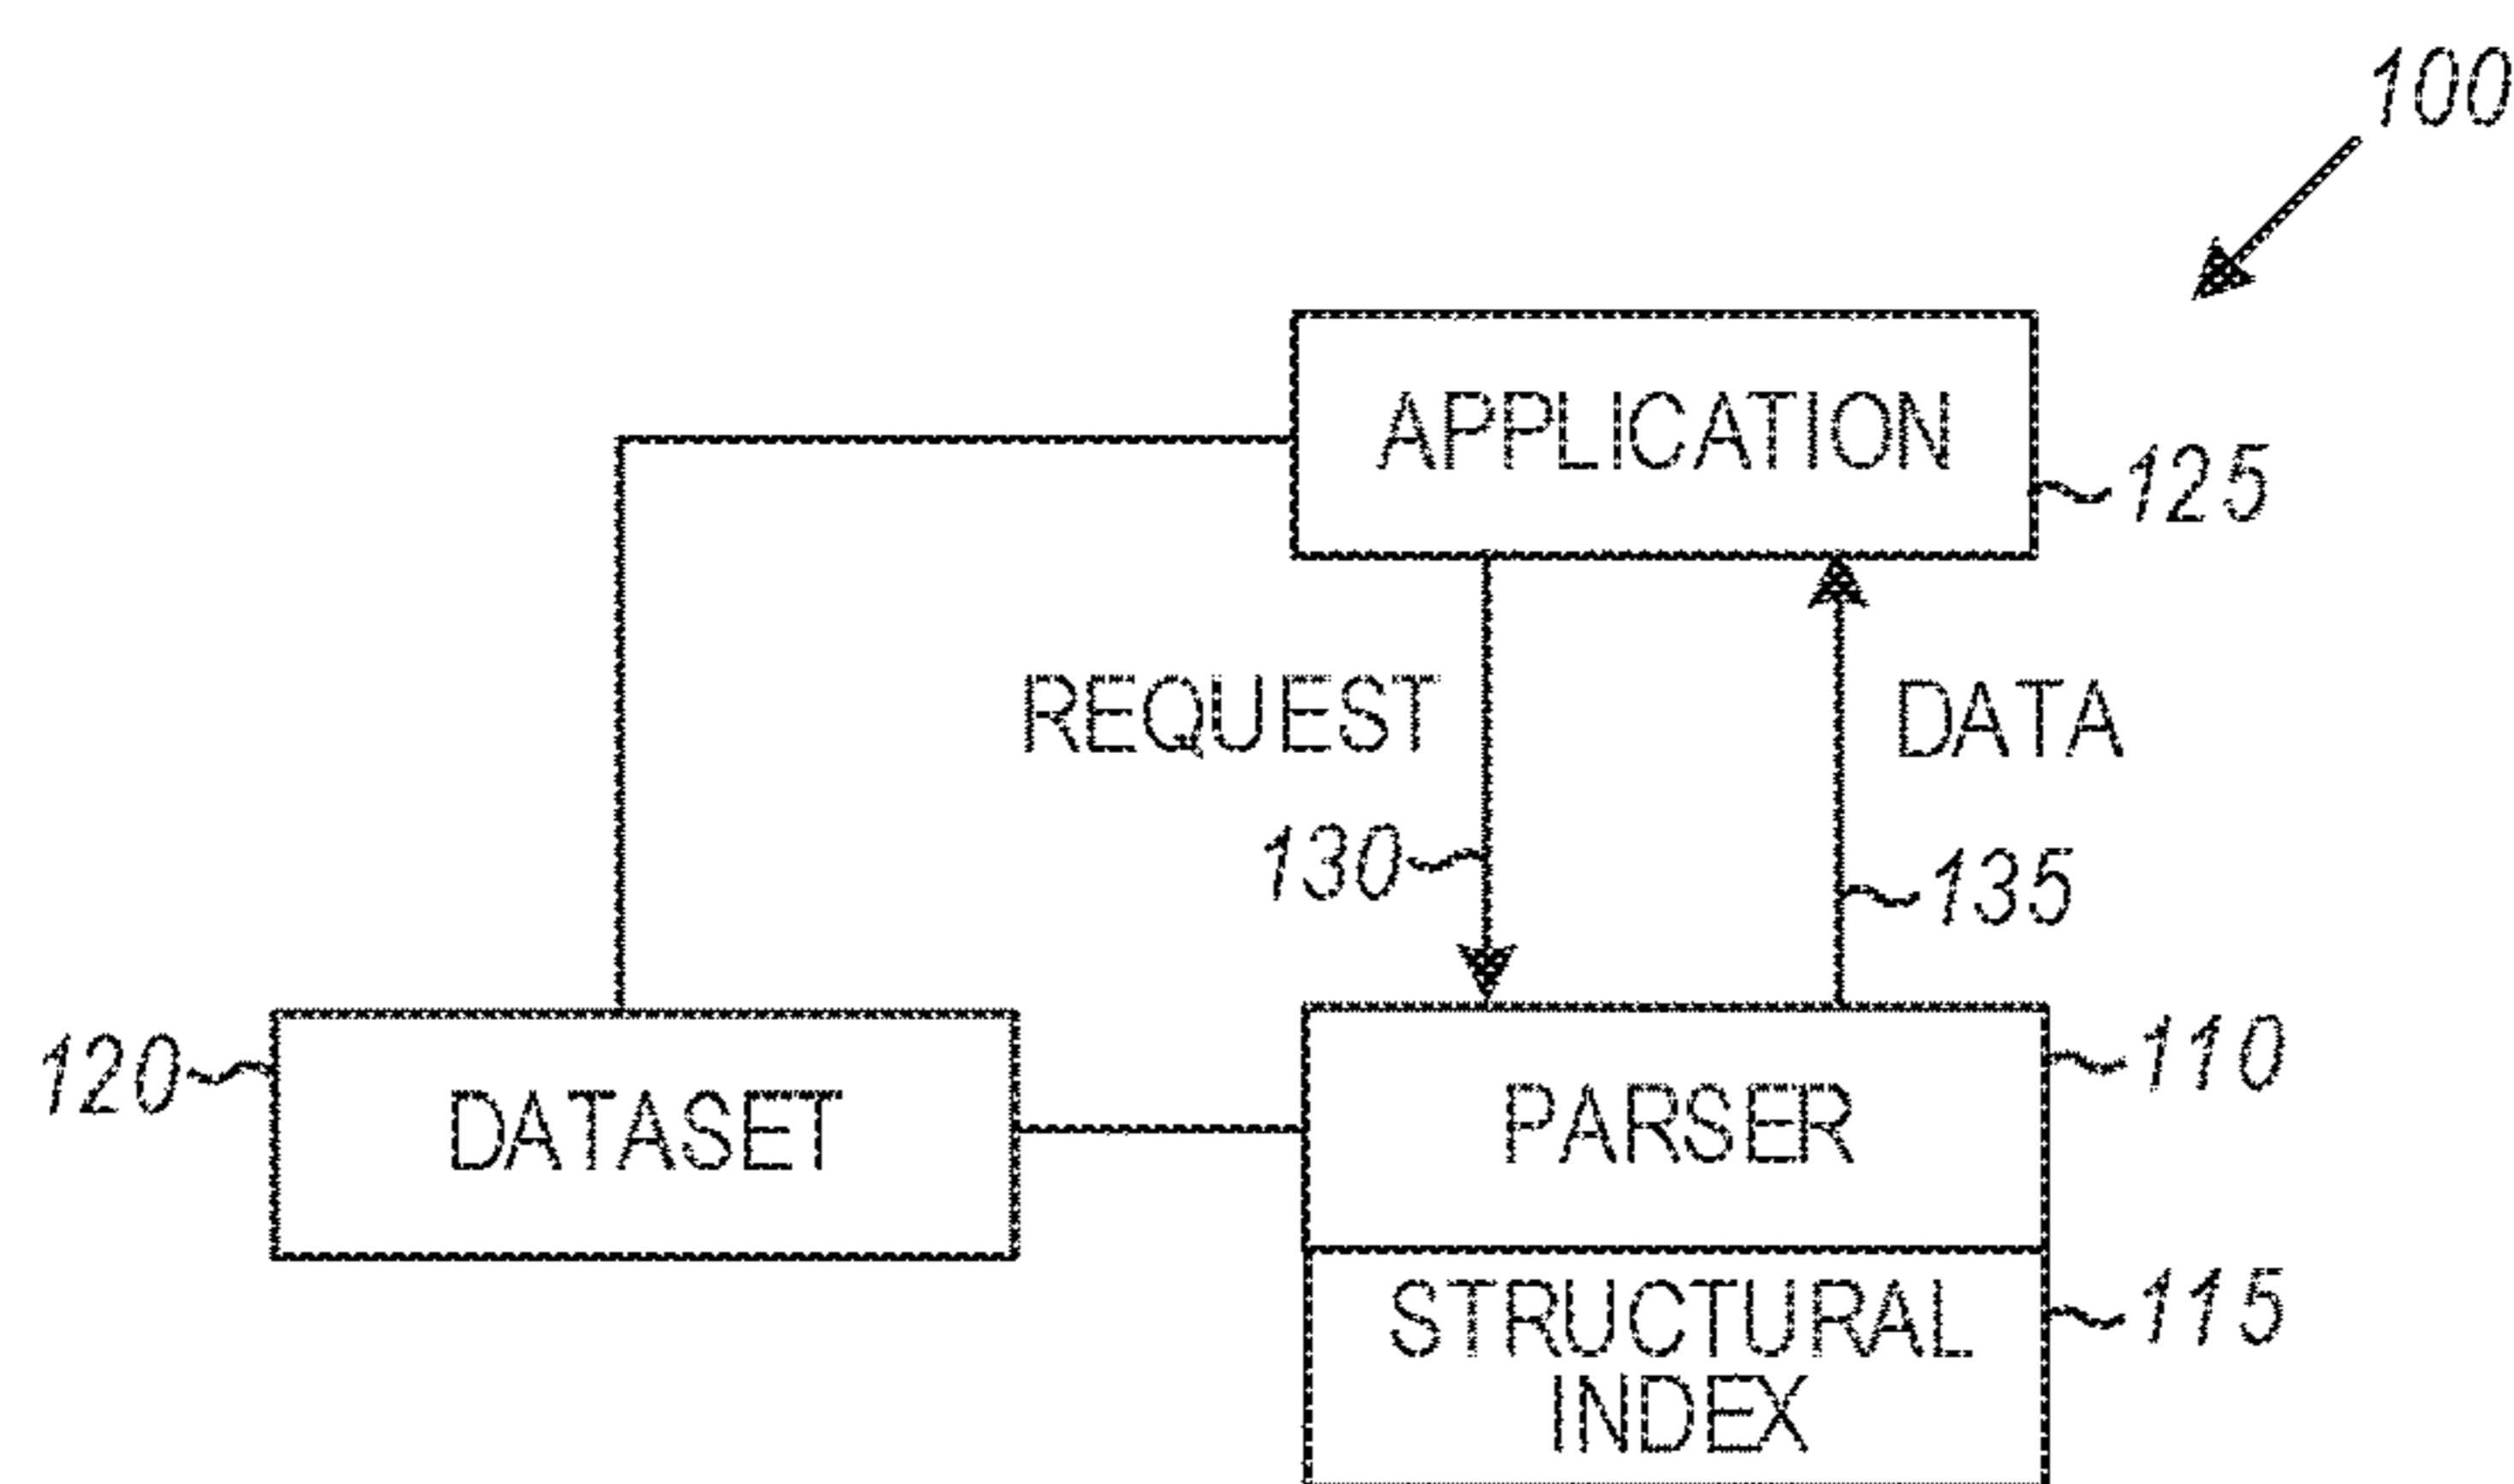 100
APPLICATION
125
REQUEST
DATA
130
135
120
DATASET
PARSER
110
STRUCTURAL
INDEX
115